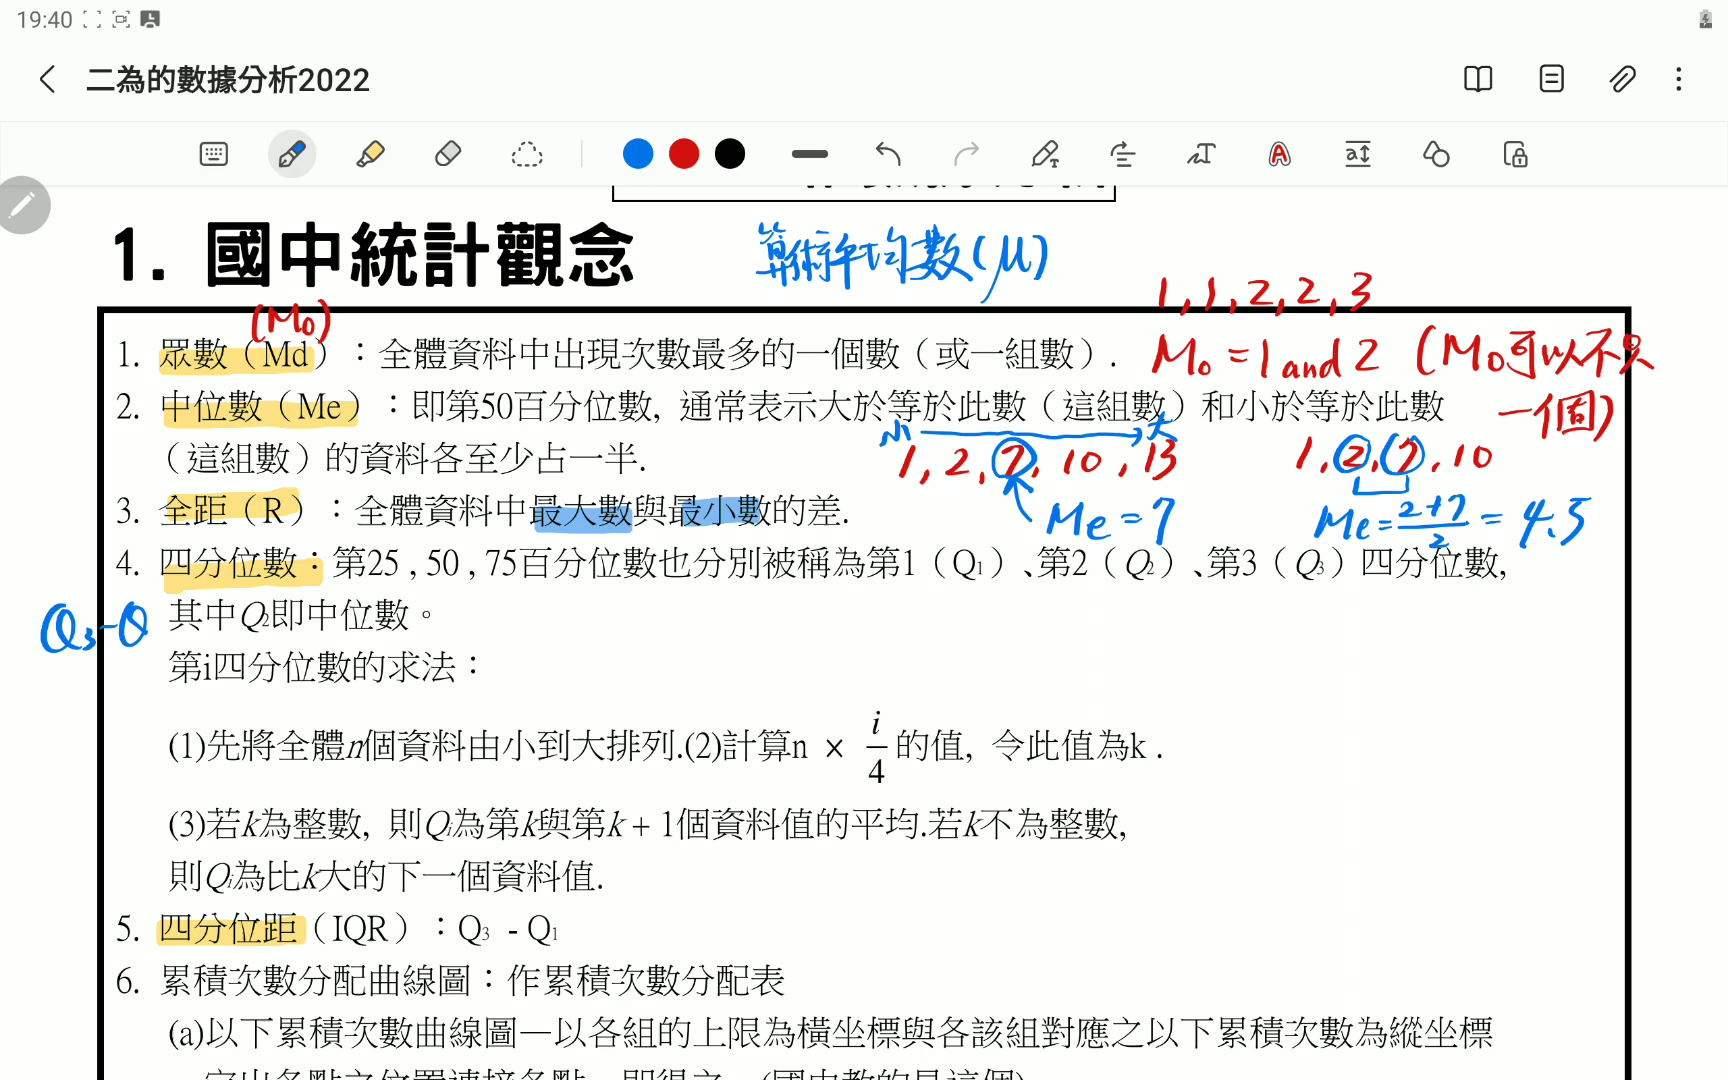 19:40
二為的數據分析2022
1. 國中統計觀念
算術平均數(μ)
1,1,2,2,3
(Mo)
1. 眾數（Md）：全體資料中出現次數最多的一個數（或一組數）.
Mo=1 and 2 (Mo可以不只
一個)
2. 中位數（Me）：即第50百分位數, 通常表示大於等於此數（這組數）和小於等於此數
小 大
（這組數）的資料各至少占一半.
1, 2, 7, 10, 13
1, 2, 7, 10
3. 全距（R）：全體資料中最大數與最小數的差.
Me=7
Me=2+7/2=4.5
4. 四分位數：第25 , 50 , 75百分位數也分別被稱為第1（Q1）、第2（Q2）、第3（Q3）四分位數,
其中Q2即中位數。
Q3-Q
第i四分位數的求法：
(1)先將全體n個資料由小到大排列.(2)計算n × i/4 的值, 令此值為k .
(3)若k為整數, 則Qi為第k與第k + 1個資料值的平均.若k不為整數,
則Qi為比k大的下一個資料值.
5. 四分位距（IQR）：Q3 - Q1
6. 累積次數分配曲線圖：作累積次數分配表
(a)以下累積次數曲線圖—以各組的上限為橫坐標與各該組對應之以下累積次數為縱坐標